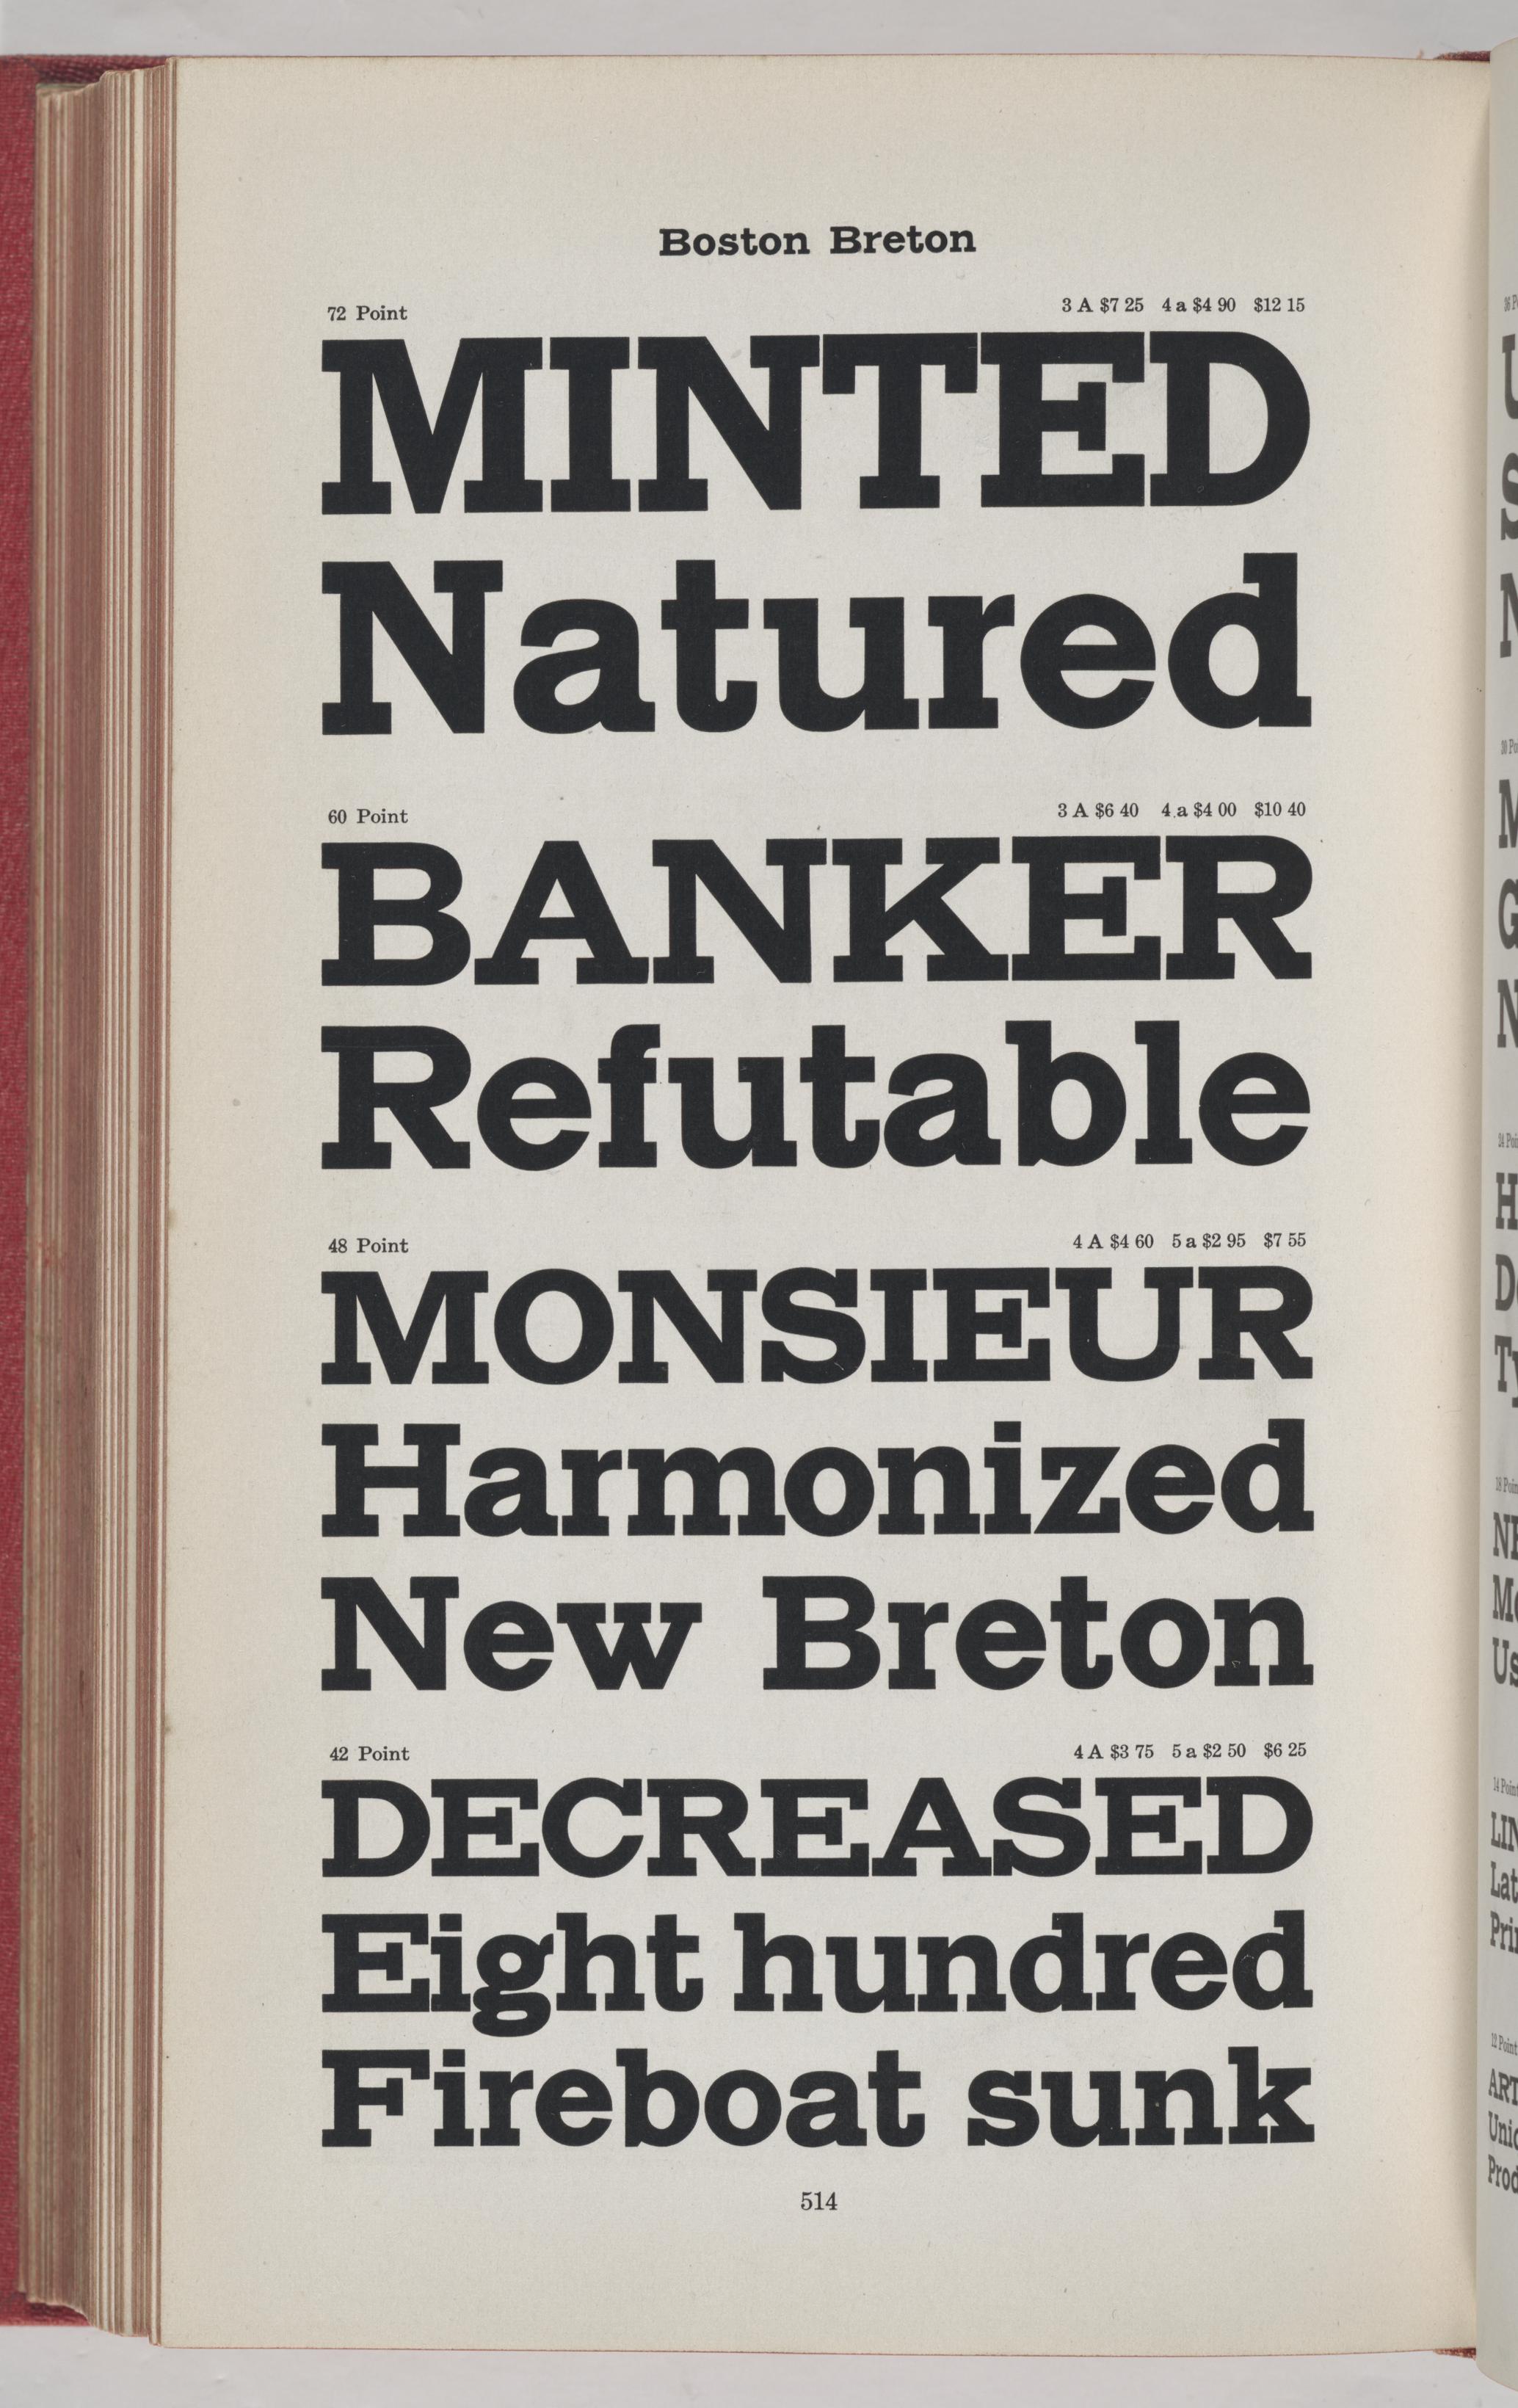 Boston Breton
72 Point 3 A $7 25 4 a $4 90 $12 15
MINTED
Natured
60 Point 3 A $6 40 4 a $4 00 $10 40
BANKER
Refutable
48 Point 4 A $4 60 5 a $2 95 $7 55
MONSIEUR
Harmonized
New Breton
42 Point 4 A $3 75 5 a $2 50 $6 25
DECREASED
Eight hundred
Fireboat sunk
514